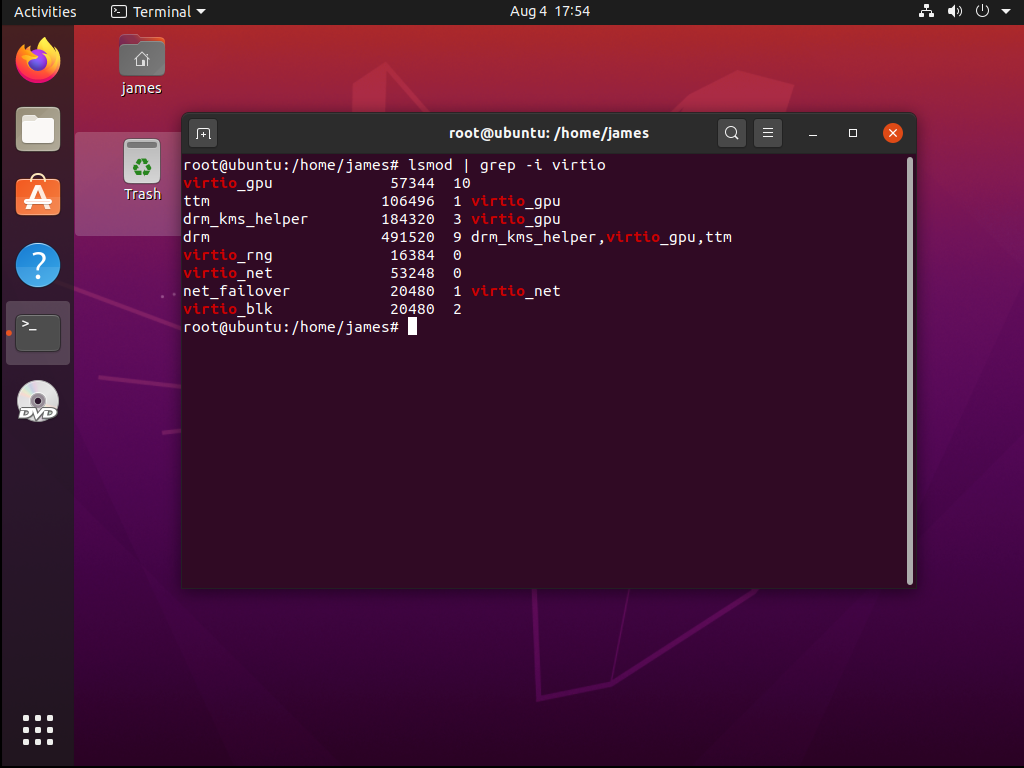 Activities Terminal Aug 4 17:54
james
Trash
root@ubuntu: /home/james
root@ubuntu:/home/james# lsmod | grep -i virtio
virtio_gpu 57344 10
ttm 106496 1 virtio_gpu
drm_kms_helper 184320 3 virtio_gpu
drm 491520 9 drm_kms_helper,virtio_gpu,ttm
virtio_rng 16384 0
virtio_net 53248 0
net_failover 20480 1 virtio_net
virtio_blk 20480 2
root@ubuntu:/home/james#
>_
DVD